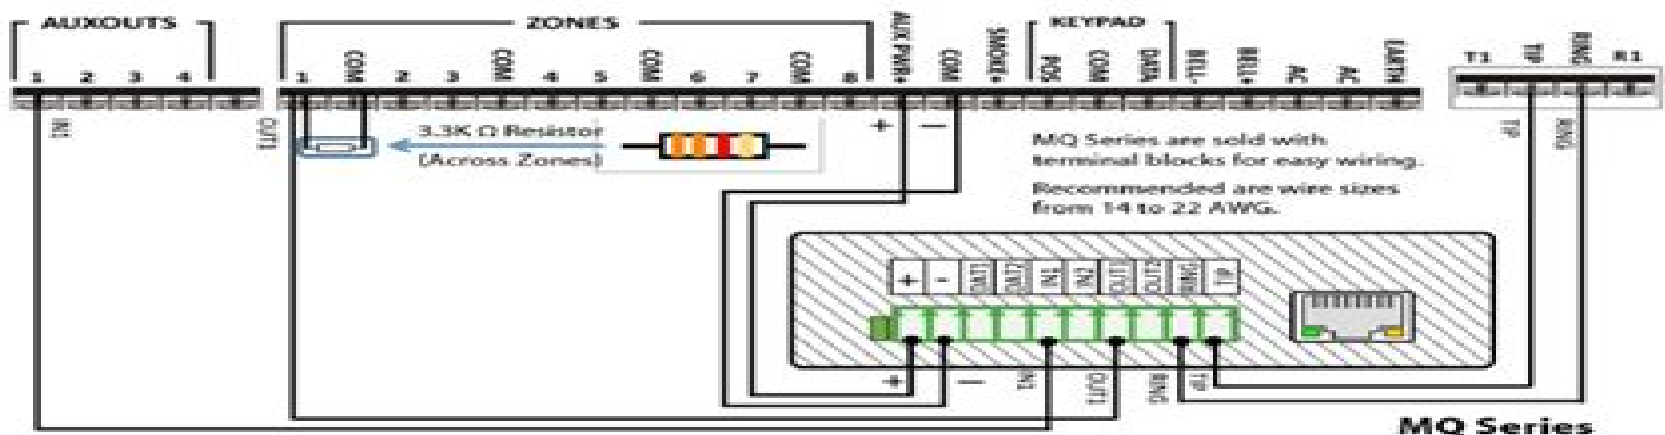 AUXOUTS ZONES KEYPAD
1 2 3 4 1 COM 2 3 COM 4 5 COM 6 7 COM 8 AUX PWR+ COM SMOKE+ POS COM DATA BELL- BELL+ AC AC EARTH T1 TIP RING R1
IN1 OUT1 + — TIP RING
3.3K Ω Resistor
(Across Zones)
MQ Series are sold with
terminal blocks for easy wiring.
Recommended are wire sizes
from 14 to 22 AWG.
+ - DAT1 DAT2 IN1 IN2 OUT1 OUT2 RING TIP
+ — IN1 OUT1 RING TIP
MQ Series